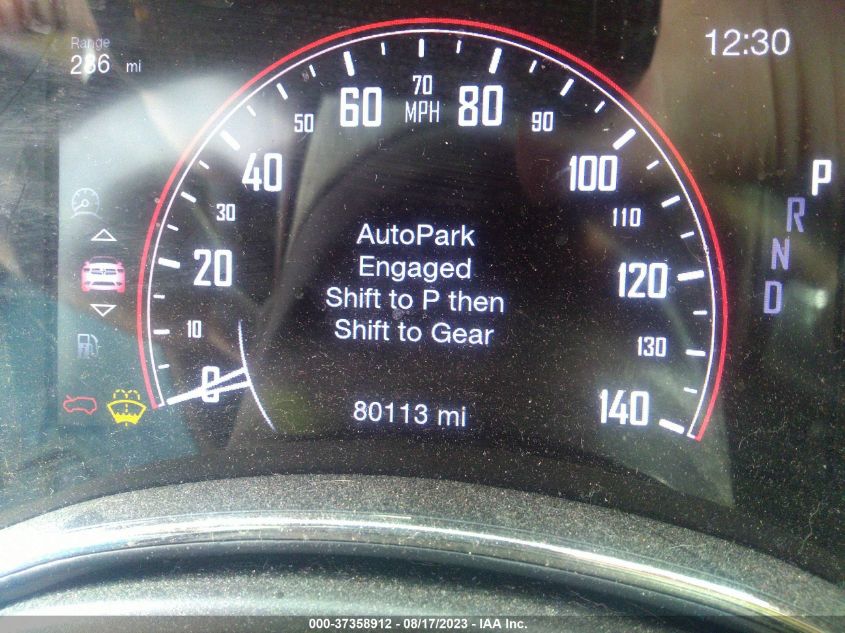 Range
286 mi
12:30
70
MPH
60
80
50
90
40
100
30
110
20
120
10
130
0
140
AutoPark
Engaged
Shift to P then
Shift to Gear
80113 mi
P
R
N
D
000-37358912 - 08/17/2023 - IAA Inc.